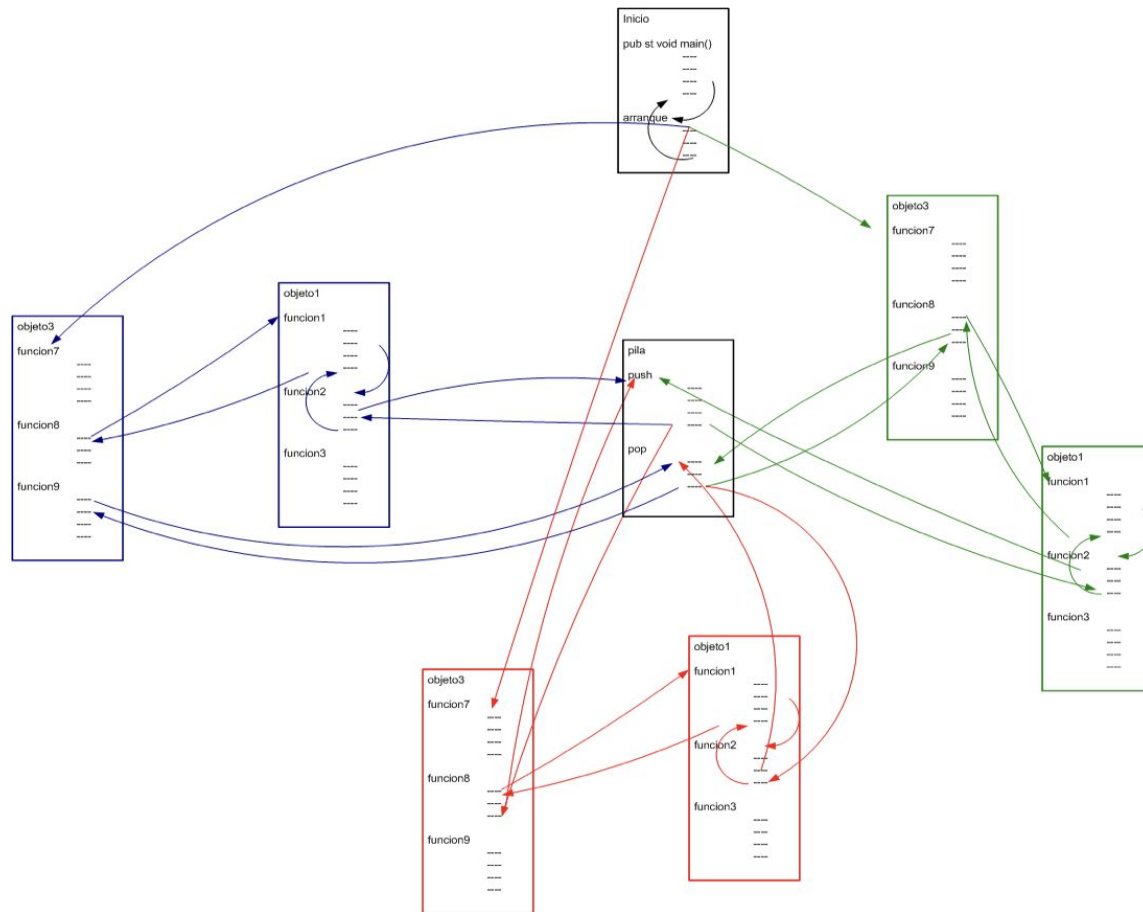 Inicio
pub st void main()
----
----
----
----
arranque
----
----
----
objeto3
funcion7
----
----
----
----
funcion8
----
----
----
funcion9
----
----
----
----
objeto1
funcion1
----
----
----
----
funcion2
----
----
----
funcion3
----
----
----
----
objeto3
funcion7
----
----
----
----
funcion8
----
----
----
funcion9
----
----
----
----
pila
push
----
----
----
----
pop
----
----
----
objeto1
funcion1
----
----
----
----
funcion2
----
----
----
funcion3
----
----
----
----
objeto3
funcion7
----
----
----
----
funcion8
----
----
----
funcion9
----
----
----
----
objeto1
funcion1
----
----
----
----
funcion2
----
----
----
funcion3
----
----
----
----